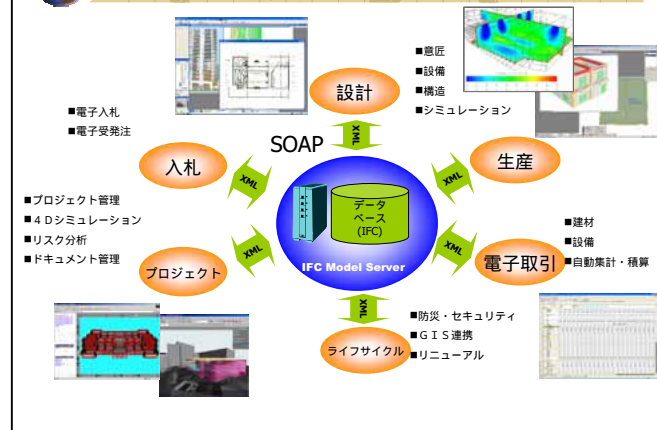 ■意匠
■設備
■構造
■シミュレーション
設計
■電子入札
■電子受発注
SOAP
XML
入札
XML
XML
生産
■プロジェクト管理
■4Dシミュレーション
■リスク分析
■ドキュメント管理
データ
ベース
(IFC)
IFC Model Server
■建材
■設備
■自動集計・積算
プロジェクト
XML
XML
電子取引
XML
ライフサイクル
■防災・セキュリティ
■GIS連携
■リニューアル